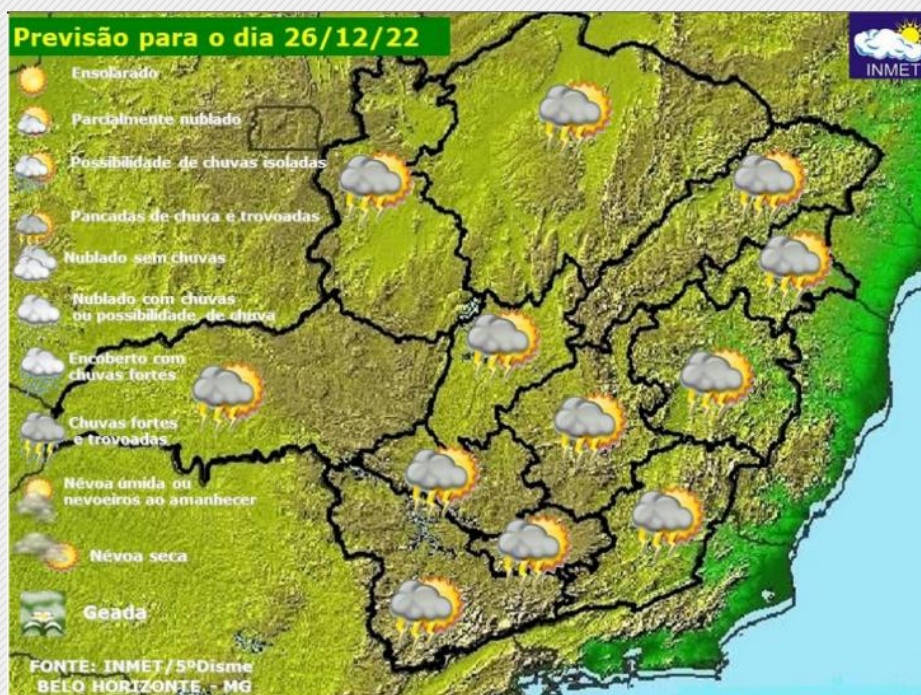 Previsão para o dia 26/12/22
INMET
Ensolarado
Parcialmente nublado
Possibilidade de chuvas isoladas
Pancadas de chuva e trovoadas
Nublado sem chuvas
Nublado com chuvas
ou possibilidade de chuva
Encoberto com
chuvas fortes
Chuvas fortes
e trovoadas
Névoa úmida ou
nevoeiros ao amanhecer
Névoa seca
Geada
FONTE: INMET/5ºDisme
BELO HORIZONTE - MG